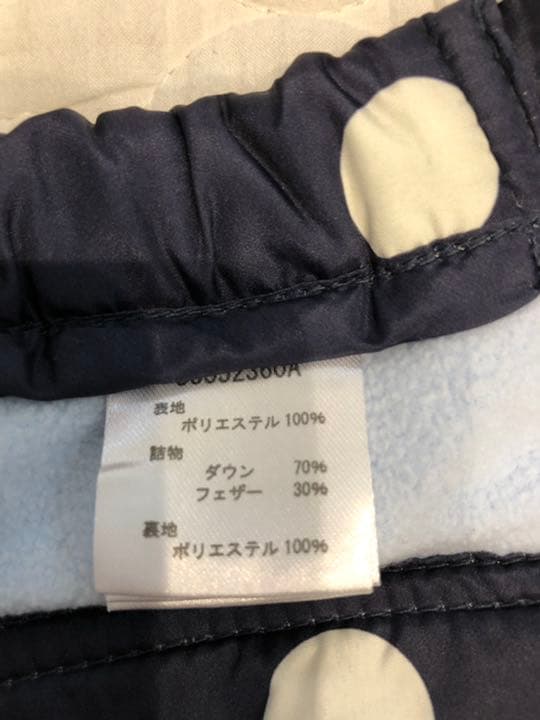 表地
ポリエステル 100%
詰物
ダウン 70%
フェザー 30%
裏地
ポリエステル 100%